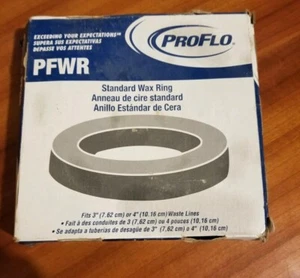 EXCEEDING YOUR EXPECTATIONS™
SUPERA SUS EXPECTATIVAS
DÉPASSE VOS ATTENTES
PROFLO®
PFWR
Standard Wax Ring
Anneau de cire standard
Anillo Estándar de Cera
Fits 3" (7.62 cm) or 4" (10.16 cm) Waste Lines
• Fait à des conduites de 3 (7.62 cm) ou 4 pouces (10.16 cm)
• Se adapta a tuberías de desagüe de 3" (7.62 cm) o 4" (10.16 cm)